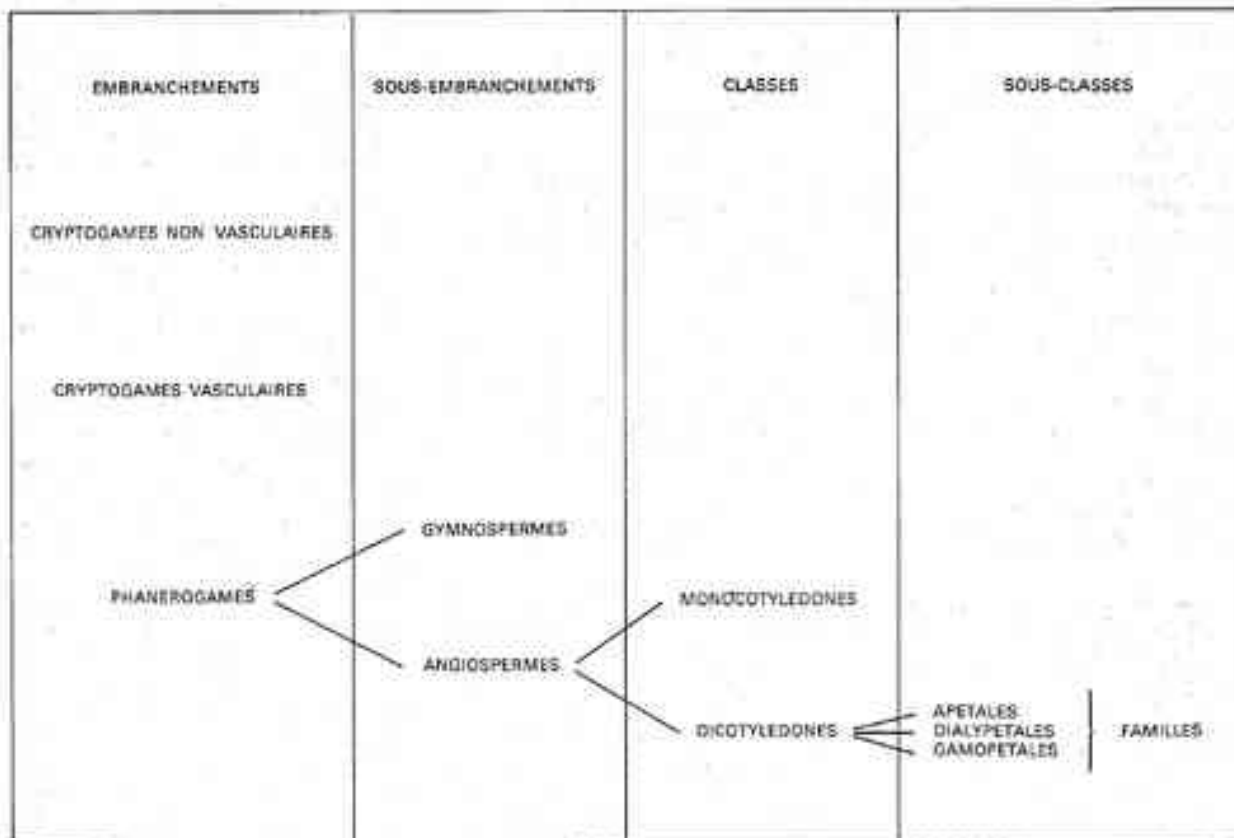 EMBRANCHEMENTS
SOUS-EMBRANCHEMENTS
CLASSES
SOUS-CLASSES
CRYPTOGAMES NON VASCULAIRES
CRYPTOGAMES VASCULAIRES
GYMNOSPERMES
PHANEROGAMES
MONOCOTYLEDONES
ANGIOSPERMES
DICOTYLEDONES
APETALES
DIALYPETALES
GAMOPETALES
FAMILLES